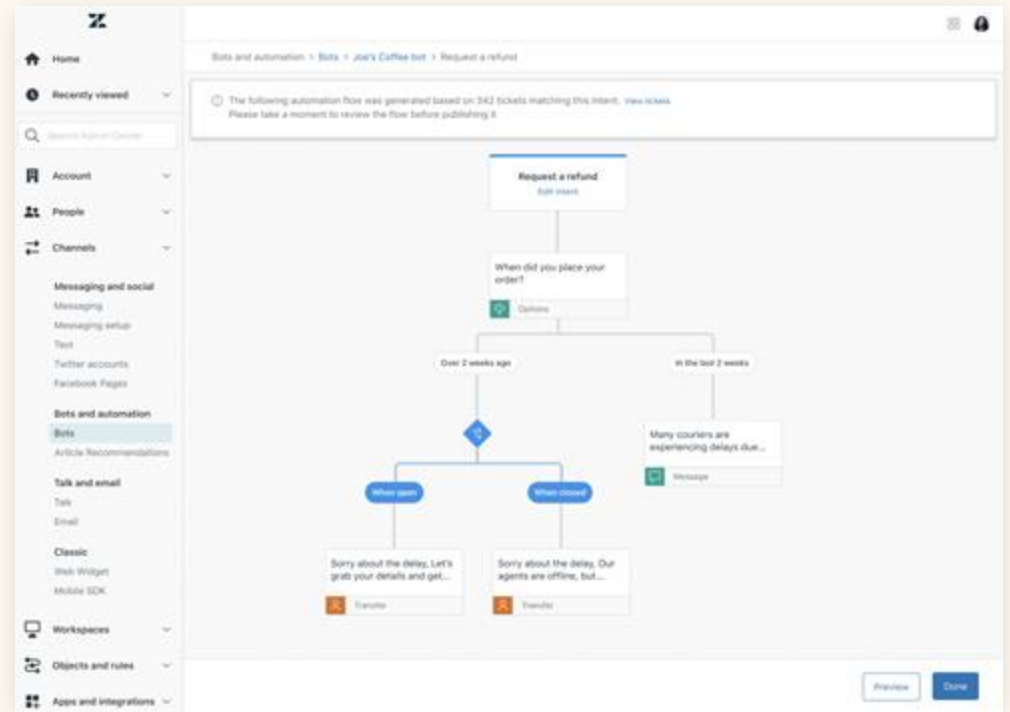 Home
Recently viewed
Search Admin Center
Account
People
Channels
Messaging and social
Messaging
Messaging setup
Text
Twitter accounts
Facebook Pages
Bots and automation
Bots
Article Recommendations
Talk and email
Talk
Email
Classic
Web Widget
Mobile SDK
Workspaces
Objects and rules
Apps and integrations
Bots and automation > Bots > Joe's Coffee bot > Request a refund
The following automation flow was generated based on 342 tickets matching this intent. View tickets
Please take a moment to review the flow before publishing it
Request a refund
Edit intent
When did you place your
order?
Options
Over 2 weeks ago
In the last 2 weeks
Many couriers are
experiencing delays due...
Message
When open
When closed
Sorry about the delay, Let's
grab your details and get...
Transfer
Sorry about the delay, Our
agents are offline, but...
Transfer
Preview
Done